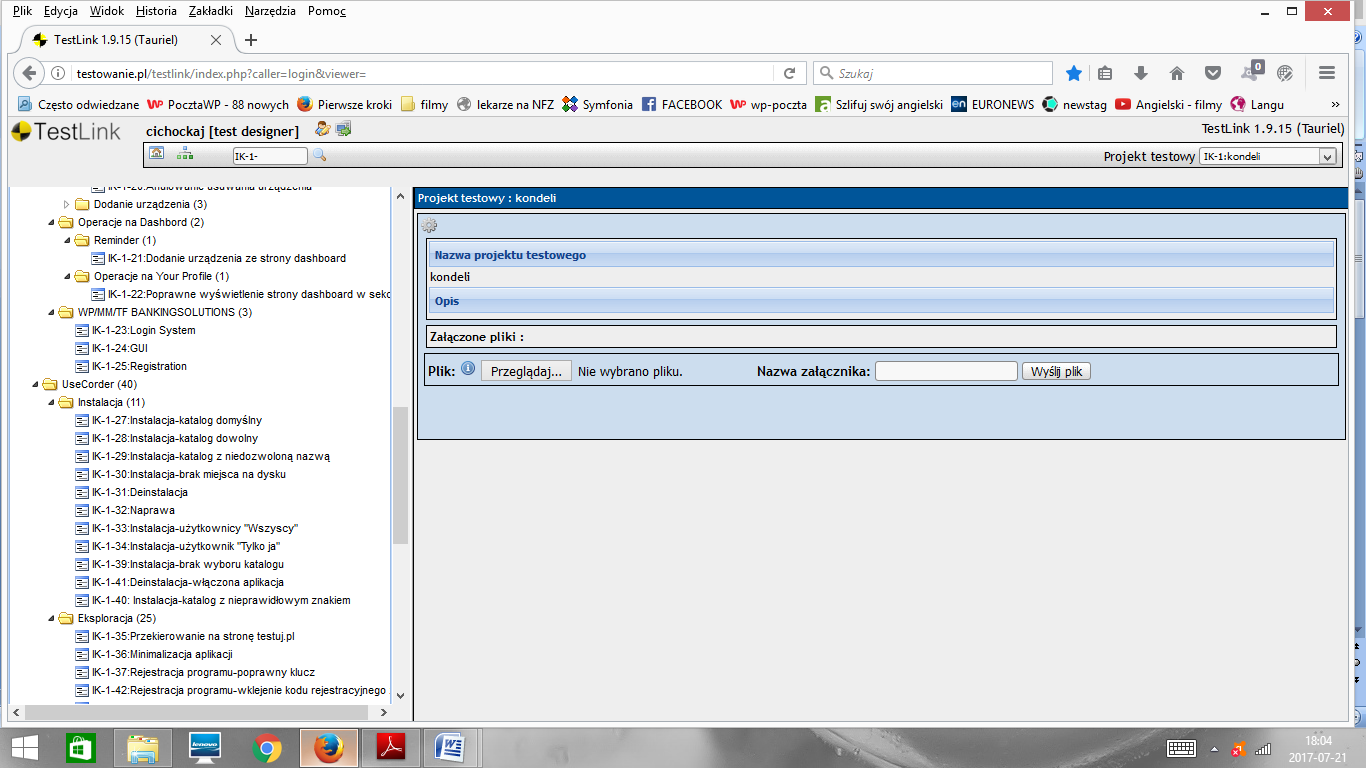 Plik Edycja Widok Historia Zakładki Narzędzia Pomoc
TestLink 1.9.15 (Tauriel)
testowanie.pl/testlink/index.php?caller=login&viewer=
Szukaj
0
Często odwiedzane PocztaWP - 88 nowych Pierwsze kroki filmy lekarze na NFZ Symfonia FACEBOOK wp-poczta Szlifuj swój angielski EURONEWS newstag Angielski - filmy Langu »
TestLink cichockaj [test designer] TestLink 1.9.15 (Tauriel)
IK-1- Projekt testowy IK-1:kondeli
IK-1-20:Anulowanie usuwania urządzenia
Dodanie urządzenia (3)
Operacje na Dashbord (2)
Reminder (1)
IK-1-21:Dodanie urządzenia ze strony dashboard
Operacje na Your Profile (1)
IK-1-22:Poprawne wyświetlenie strony dashboard w sekc
WP/MM/TF BANKINGSOLUTIONS (3)
IK-1-23:Login System
IK-1-24:GUI
IK-1-25:Registration
UseCorder (40)
Instalacja (11)
IK-1-27:Instalacja-katalog domyślny
IK-1-28:Instalacja-katalog dowolny
IK-1-29:Instalacja-katalog z niedozwoloną nazwą
IK-1-30:Instalacja-brak miejsca na dysku
IK-1-31:Deinstalacja
IK-1-32:Naprawa
IK-1-33:Instalacja-użytkownicy "Wszyscy"
IK-1-34:Instalacja-użytkownik "Tylko ja"
IK-1-39:Instalacja-brak wyboru katalogu
IK-1-41:Deinstalacja-włączona aplikacja
IK-1-40: Instalacja-katalog z nieprawidłowym znakiem
Eksploracja (25)
IK-1-35:Przekierowanie na stronę testuj.pl
IK-1-36:Minimalizacja aplikacji
IK-1-37:Rejestracja programu-poprawny klucz
IK-1-42:Rejestracja programu-wklejenie kodu rejestracyjnego
Projekt testowy : kondeli
Nazwa projektu testowego
kondeli
Opis
Załączone pliki :
Plik: Przeglądaj... Nie wybrano pliku. Nazwa załącznika: Wyślij plik
lenovo
18:04
2017-07-21